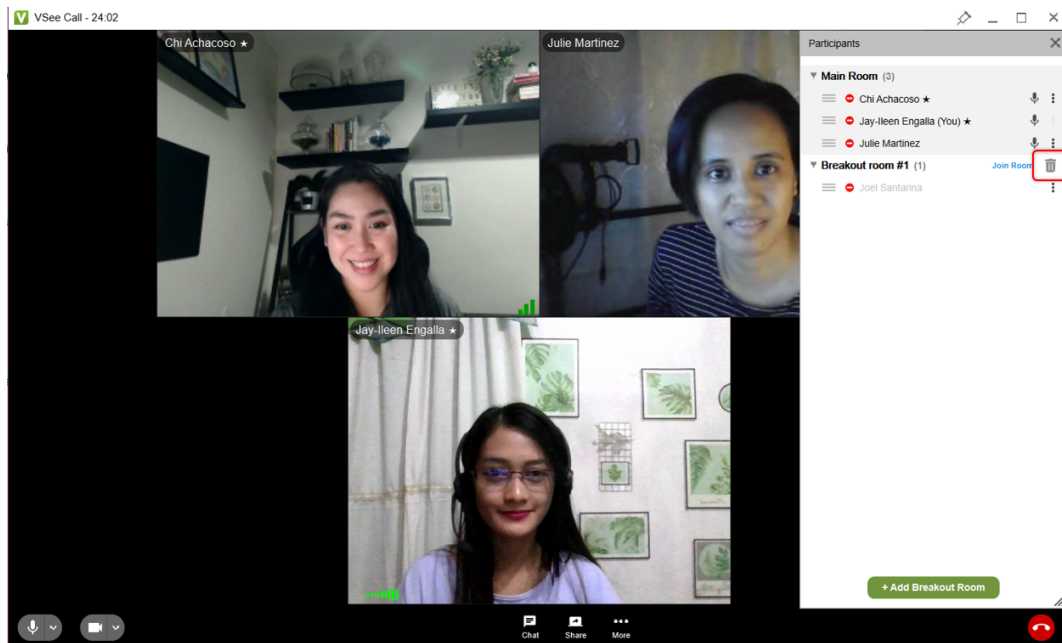 VSee Call - 24:02
Chi Achacoso ★
Julie Martinez
Jay-Ileen Engalla ★
Participants
Main Room (3)
Chi Achacoso ★
Jay-Ileen Engalla (You) ★
Julie Martinez
Breakout room #1 (1) Join Room
Joel Santarina
+ Add Breakout Room
Chat Share More